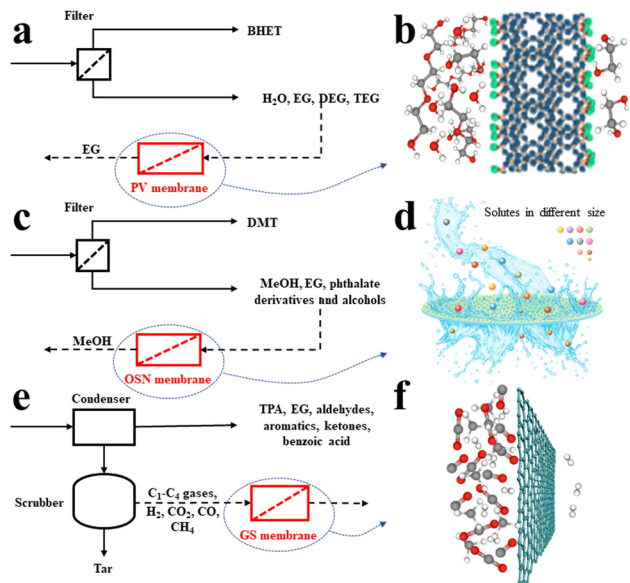 a
Filter
BHET
H₂O, EG, DEG, TEG
EG
PV membrane
b
c
Filter
DMT
MeOH, EG, phthalate
derivatives and alcohols
MeOH
OSN membrane
d
Solutes in different size
e
Condenser
TPA, EG, aldehydes,
aromatics, ketones,
benzoic acid
Scrubber
C₁-C₄ gases,
H₂, CO₂, CO,
CH₄
GS membrane
Tar
f